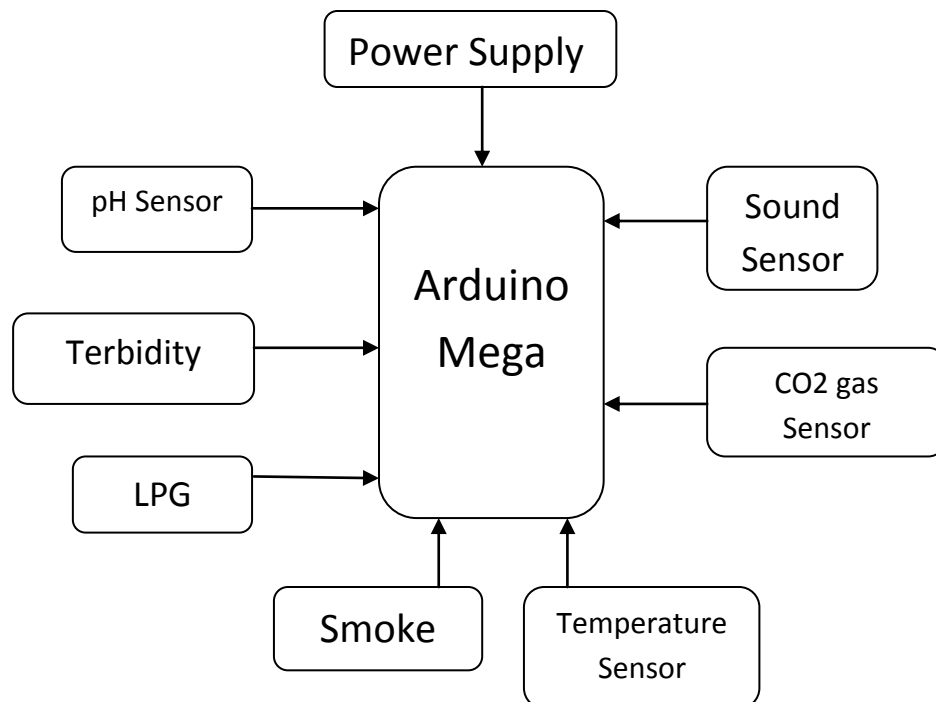 Power Supply
pH Sensor
Sound
Sensor
Arduino
Mega
Terbidity
CO2 gas
Sensor
LPG
Smoke
Temperature
Sensor